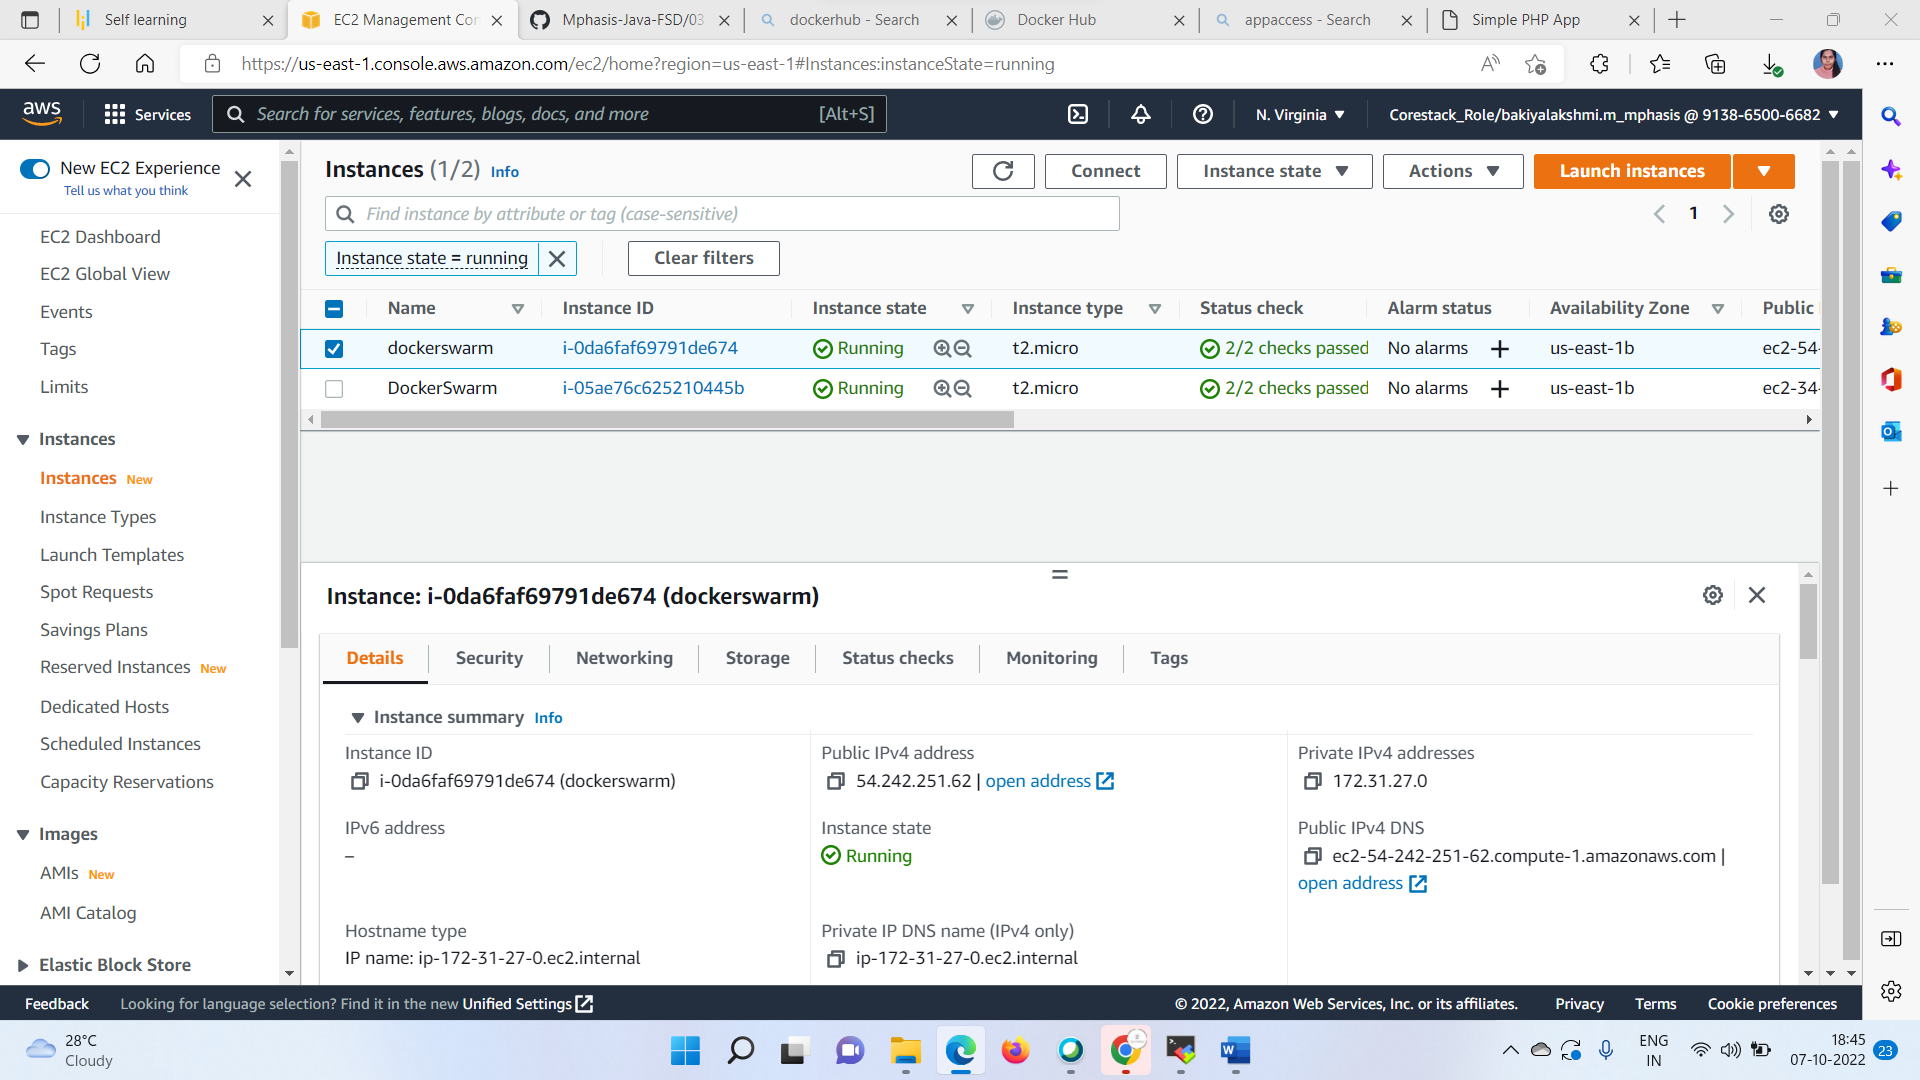 Self learning
EC2 Management Con
Mphasis-Java-FSD/03
dockerhub - Search
Docker Hub
appaccess - Search
Simple PHP App
https://us-east-1.console.aws.amazon.com/ec2/home?region=us-east-1#Instances:instanceState=running
aws
Services
Search for services, features, blogs, docs, and more
[Alt+S]
N. Virginia
Corestack_Role/bakiyalakshmi.m_mphasis @ 9138-6500-6682
New EC2 Experience
Tell us what you think
EC2 Dashboard
EC2 Global View
Events
Tags
Limits
Instances
Instances New
Instance Types
Launch Templates
Spot Requests
Savings Plans
Reserved Instances New
Dedicated Hosts
Scheduled Instances
Capacity Reservations
Images
AMIs New
AMI Catalog
Elastic Block Store
Instances (1/2) Info
Connect
Instance state
Actions
Launch instances
Find instance by attribute or tag (case-sensitive)
1
Instance state = running
Clear filters
Name Instance ID Instance state Instance type Status check Alarm status Availability Zone Public
dockerswarm i-0da6faf69791de674 Running t2.micro 2/2 checks passed No alarms us-east-1b ec2-54-
DockerSwarm i-05ae76c625210445b Running t2.micro 2/2 checks passed No alarms us-east-1b ec2-34-
Instance: i-0da6faf69791de674 (dockerswarm)
Details Security Networking Storage Status checks Monitoring Tags
Instance summary Info
Instance ID
i-0da6faf69791de674 (dockerswarm)
Public IPv4 address
54.242.251.62 | open address
Private IPv4 addresses
172.31.27.0
IPv6 address
–
Instance state
Running
Public IPv4 DNS
ec2-54-242-251-62.compute-1.amazonaws.com |
open address
Hostname type
IP name: ip-172-31-27-0.ec2.internal
Private IP DNS name (IPv4 only)
ip-172-31-27-0.ec2.internal
Feedback
Looking for language selection? Find it in the new Unified Settings
© 2022, Amazon Web Services, Inc. or its affiliates.
Privacy
Terms
Cookie preferences
28°C
Cloudy
ENG
IN
18:45
07-10-2022
23